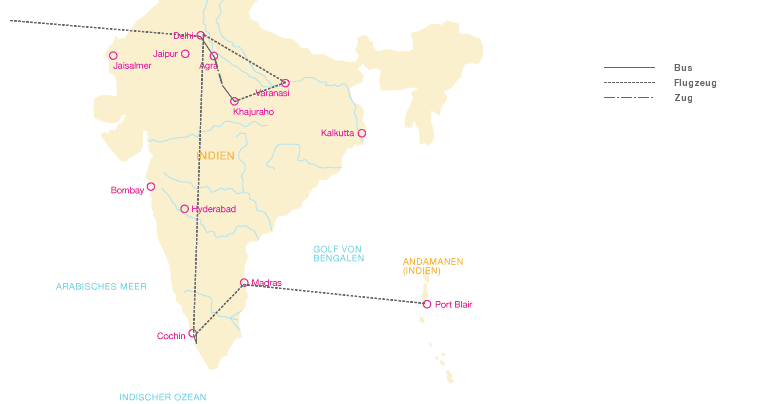 Delhi
Jaipur
Jaisalmer
Agra
Varanasi
Khajuraho
Kalkutta
INDIEN
Bombay
Hyderabad
GOLF VON
BENGALEN
ANDAMANEN
(INDIEN)
ARABISCHES MEER
Madras
Port Blair
Cochin
INDISCHER OZEAN
Bus
Flugzeug
Zug